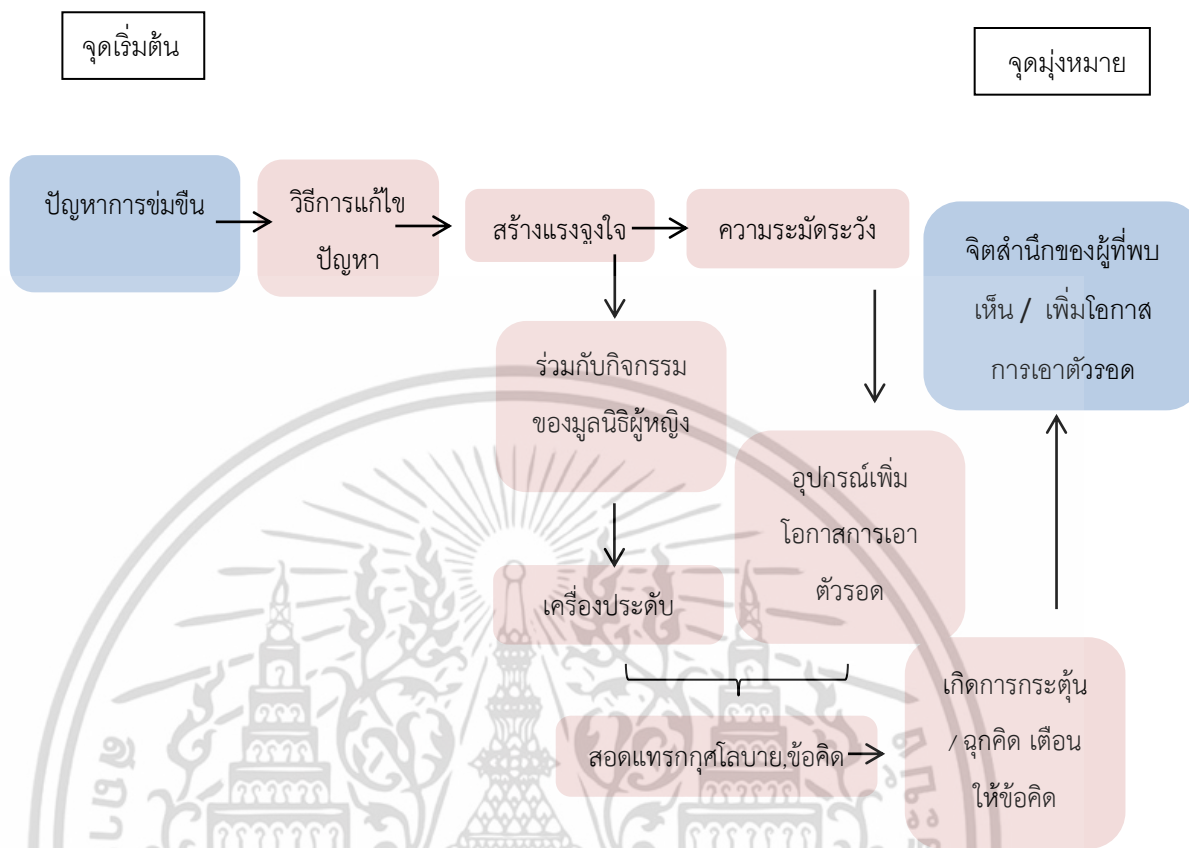 จุดเริ่มต้น
จุดมุ่งหมาย
ปัญหาการข่มขืน
วิธีการแก้ไข
ปัญหา
สร้างแรงจูงใจ
ความระมัดระวัง
จิตสำนึกของผู้ที่พบ
เห็น / เพิ่มโอกาส
การเอาตัวรอด
ร่วมกับกิจกรรม
ของมูลนิธิผู้หญิง
อุปกรณ์เพิ่ม
โอกาสการเอา
ตัวรอด
เครื่องประดับ
สอดแทรกกุศโลบาย,ข้อคิด
เกิดการกระตุ้น
/ฉุกคิด เตือน
ให้ข้อคิด